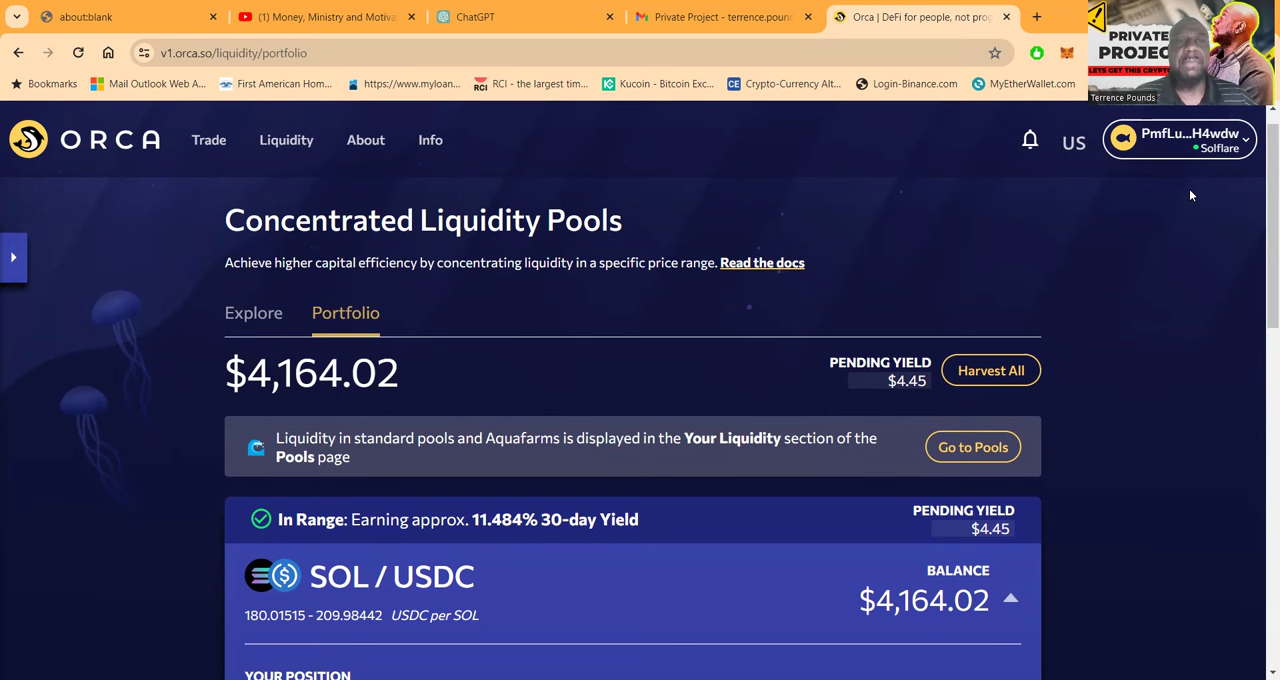 about:blank
(1) Money, Ministry and Motiva
ChatGPT
Private Project - terrence.pound
Orca | DeFi for people, not prog
v1.orca.so/liquidity/portfolio
Bookmarks
Mail Outlook Web A...
First American Hom...
https://www.myloan...
RCI - the largest tim...
Kucoin - Bitcoin Exc...
Crypto-Currency Alt...
Login-Binance.com
MyEtherWallet.com
PRIVATE
PROJEC
LETS GET THIS CRYPT
Terrence Pounds
ORCA
Trade
Liquidity
About
Info
US
PmfLu...H4wdw
Solflare
Concentrated Liquidity Pools
Achieve higher capital efficiency by concentrating liquidity in a specific price range. Read the docs
Explore
Portfolio
$4,164.02
PENDING YIELD
$4.45
Harvest All
Liquidity in standard pools and Aquafarms is displayed in the Your Liquidity section of the
Pools page
Go to Pools
In Range: Earning approx. 11.484% 30-day Yield
PENDING YIELD
$4.45
SOL / USDC
180.01515 - 209.98442 USDC per SOL
BALANCE
$4,164.02
YOUR POSITION